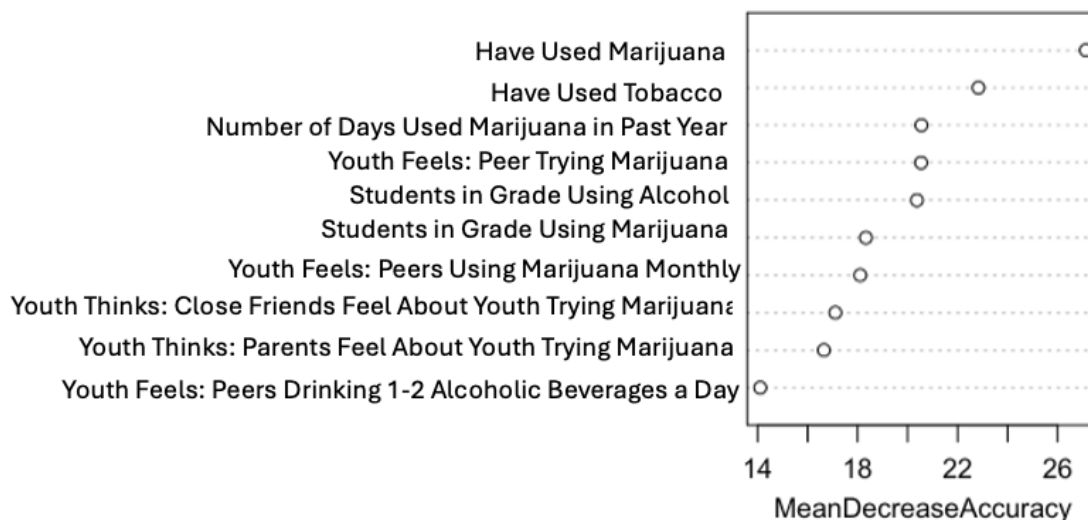 Have Used Marijuana
Have Used Tobacco
Number of Days Used Marijuana in Past Year
Youth Feels: Peer Trying Marijuana
Students in Grade Using Alcohol
Students in Grade Using Marijuana
Youth Feels: Peers Using Marijuana Monthly
Youth Thinks: Close Friends Feel About Youth Trying Marijuana
Youth Thinks: Parents Feel About Youth Trying Marijuana
Youth Feels: Peers Drinking 1-2 Alcoholic Beverages a Day
14 18 22 26
MeanDecreaseAccuracy